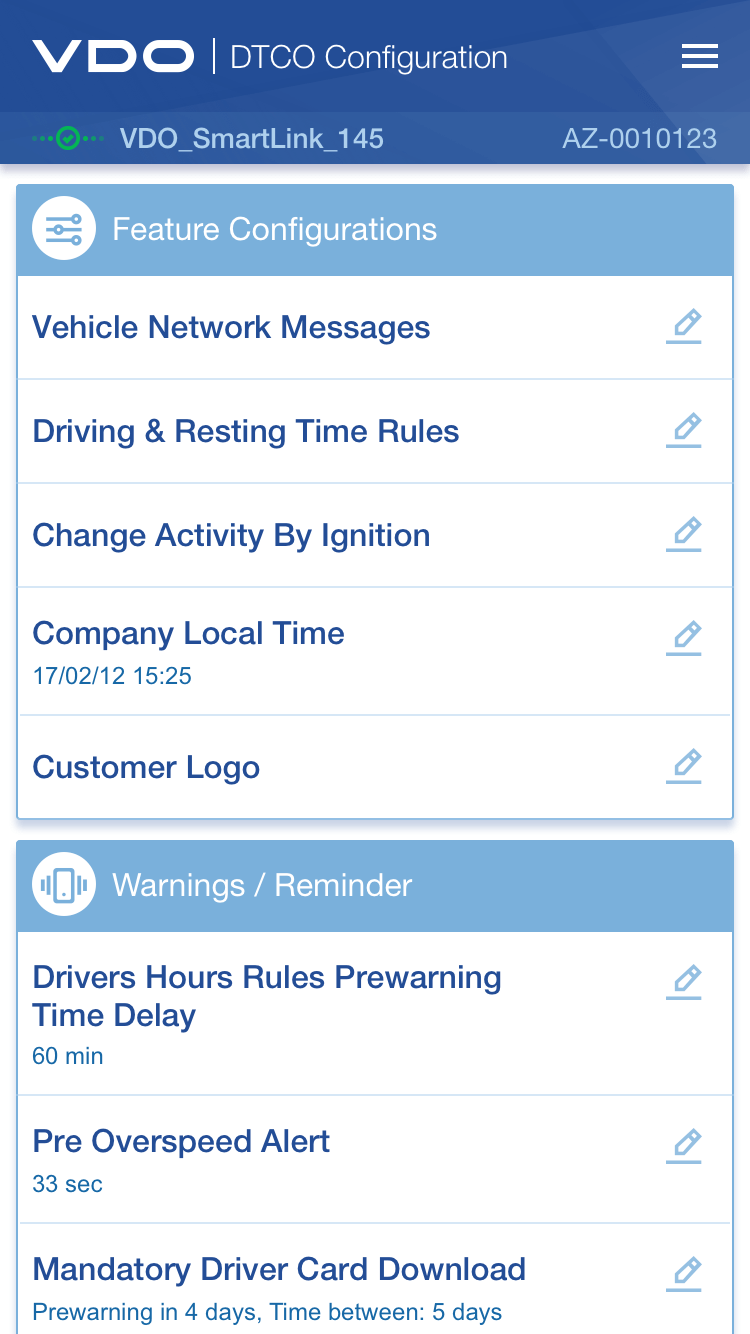 VDO | DTCO Configuration
VDO_SmartLink_145 AZ-0010123
Feature Configurations
Vehicle Network Messages
Driving & Resting Time Rules
Change Activity By Ignition
Company Local Time
17/02/12 15:25
Customer Logo
Warnings / Reminder
Drivers Hours Rules Prewarning
Time Delay
60 min
Pre Overspeed Alert
33 sec
Mandatory Driver Card Download
Prewarning in 4 days, Time between: 5 days